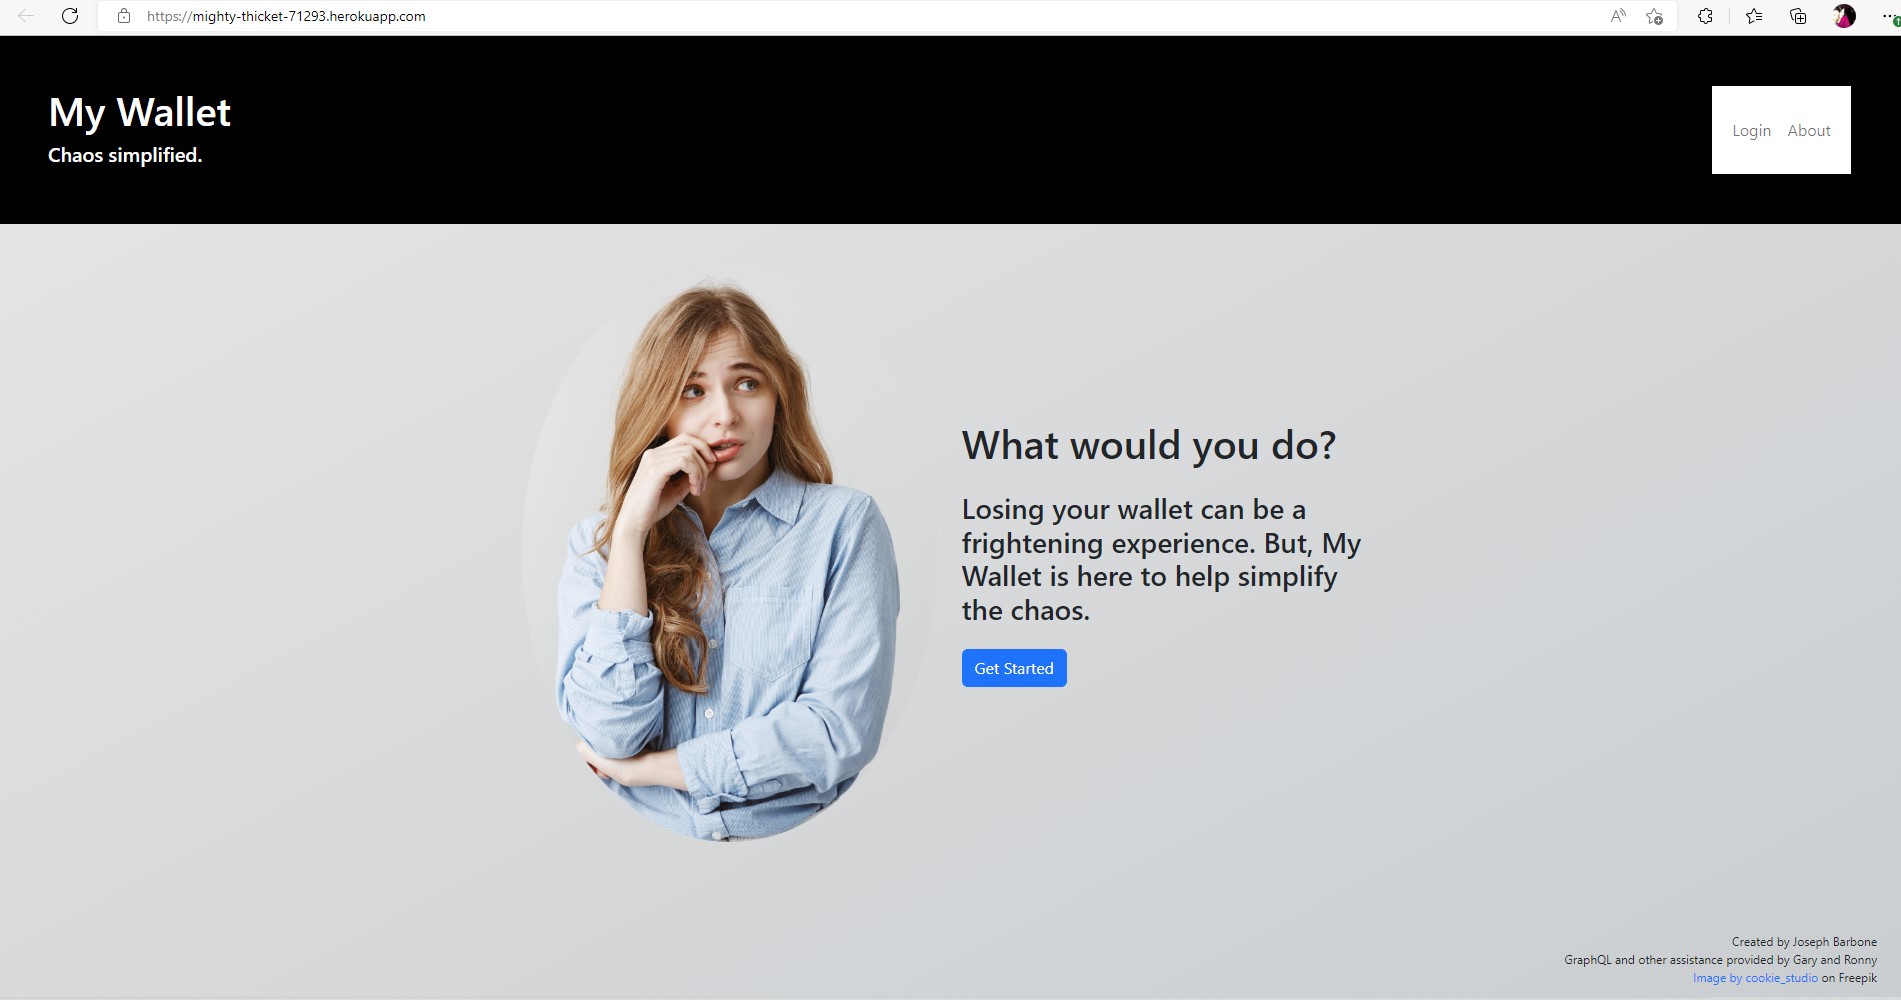 https://mighty-thicket-71293.herokuapp.com
My Wallet
Chaos simplified.
Login About
What would you do?
Losing your wallet can be a
frightening experience. But, My
Wallet is here to help simplify
the chaos.
Get Started
Created by Joseph Barbone
GraphQL and other assistance provided by Gary and Ronny
Image by cookie_studio on Freepik